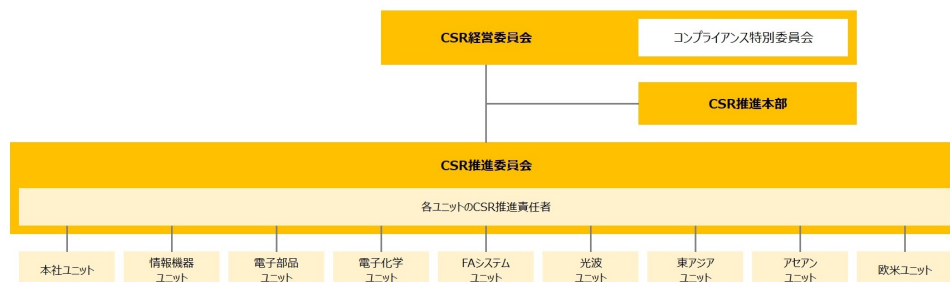 CSR経営委員会
コンプライアンス特別委員会
CSR推進本部
CSR推進委員会
各ユニットのCSR推進責任者
本社ユニット
情報機器
ユニット
電子部品
ユニット
電子化学
ユニット
FAシステム
ユニット
光波
ユニット
東アジア
ユニット
アセアン
ユニット
欧米ユニット